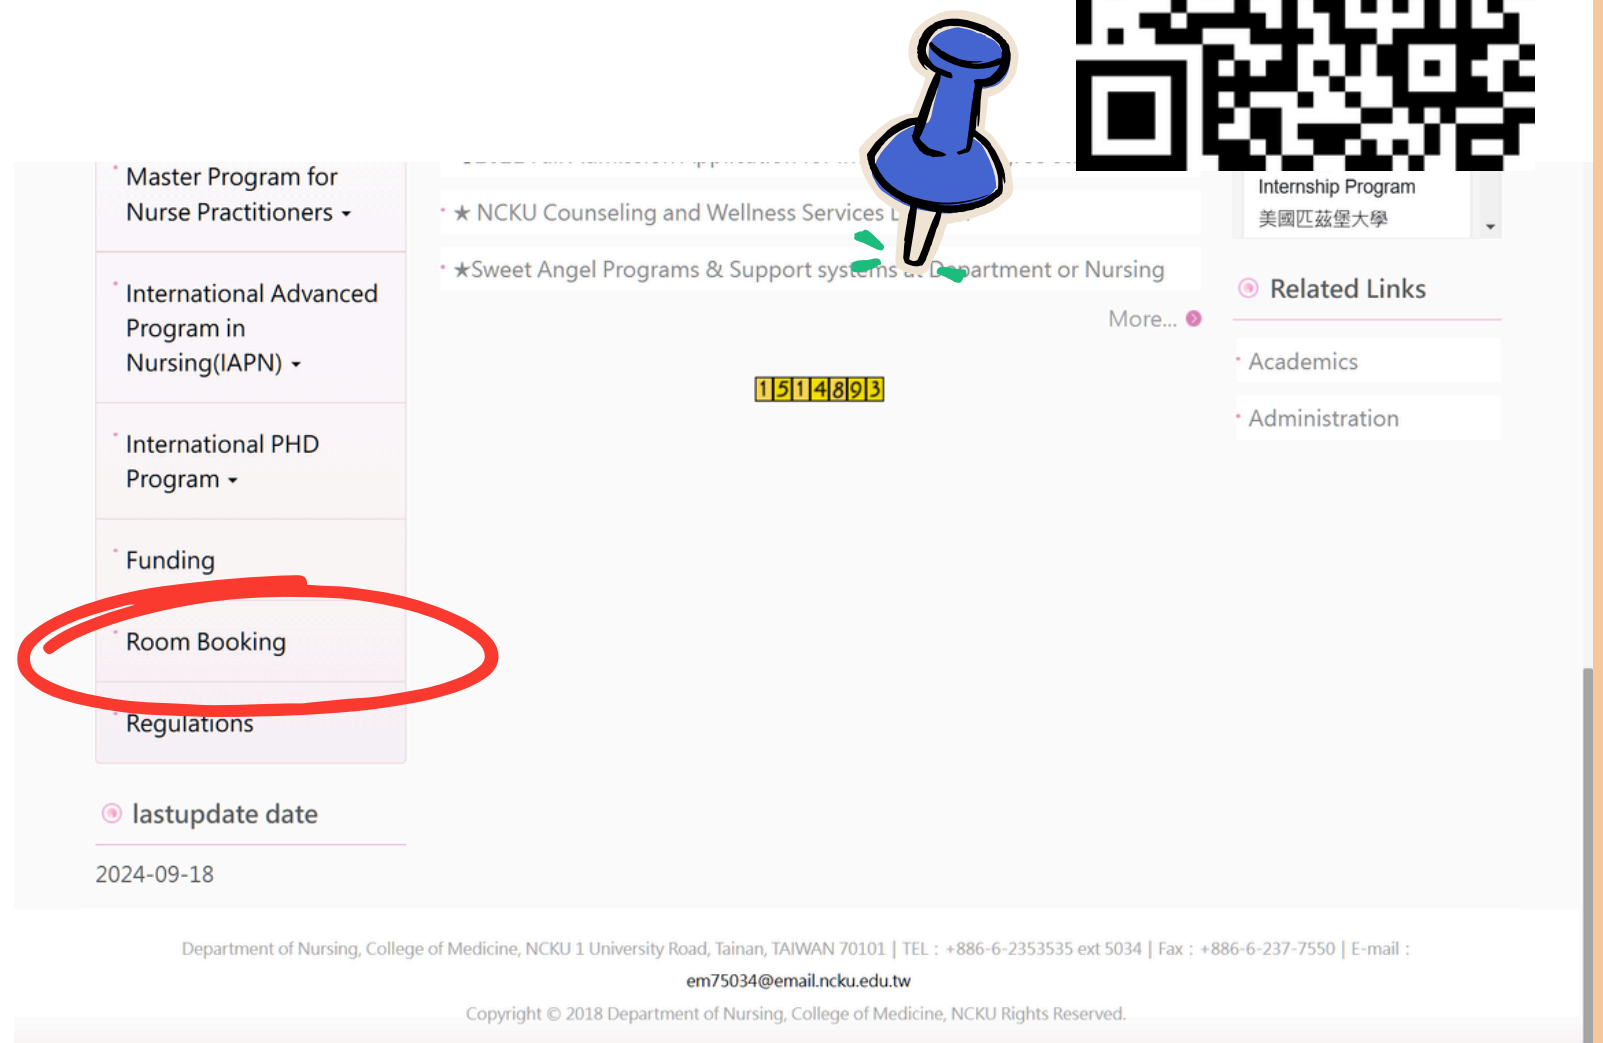 Master Program for
Nurse Practitioners
International Advanced
Program in
Nursing(IAPN)
International PHD
Program
Funding
Room Booking
Regulations
lastupdate date
2024-09-18
★ NCKU Counseling and Wellness Services
★Sweet Angel Programs & Support systems at Department or Nursing
More...
1514893
Internship Program
美國匹茲堡大學
Related Links
Academics
Administration
Department of Nursing, College of Medicine, NCKU 1 University Road, Tainan, TAIWAN 70101 | TEL : +886-6-2353535 ext 5034 | Fax : +886-6-237-7550 | E-mail :
em75034@email.ncku.edu.tw
Copyright © 2018 Department of Nursing, College of Medicine, NCKU Rights Reserved.